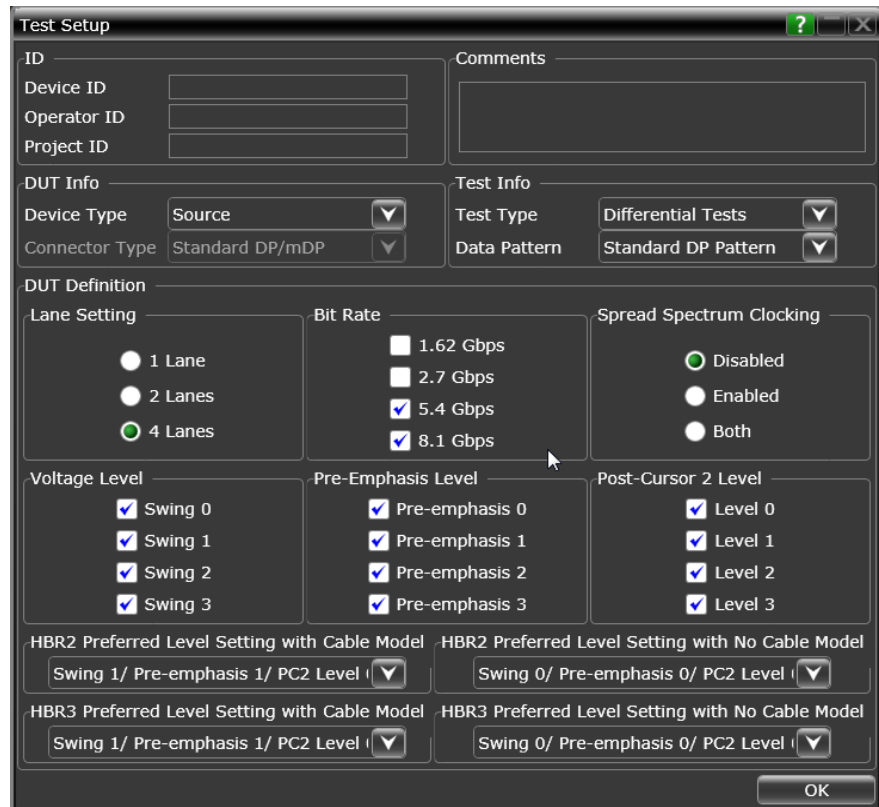 Test Setup
?
ID
Device ID
Operator ID
Project ID
Comments
DUT Info
Device Type Source
Connector Type Standard DP/mDP
Test Info
Test Type Differential Tests
Data Pattern Standard DP Pattern
DUT Definition
Lane Setting
1 Lane
2 Lanes
4 Lanes
Bit Rate
1.62 Gbps
2.7 Gbps
5.4 Gbps
8.1 Gbps
Spread Spectrum Clocking
Disabled
Enabled
Both
Voltage Level
Swing 0
Swing 1
Swing 2
Swing 3
Pre-Emphasis Level
Pre-emphasis 0
Pre-emphasis 1
Pre-emphasis 2
Pre-emphasis 3
Post-Cursor 2 Level
Level 0
Level 1
Level 2
Level 3
HBR2 Preferred Level Setting with Cable Model
Swing 1/ Pre-emphasis 1/ PC2 Level
HBR2 Preferred Level Setting with No Cable Model
Swing 0/ Pre-emphasis 0/ PC2 Level
HBR3 Preferred Level Setting with Cable Model
Swing 1/ Pre-emphasis 1/ PC2 Level
HBR3 Preferred Level Setting with No Cable Model
Swing 0/ Pre-emphasis 0/ PC2 Level
OK